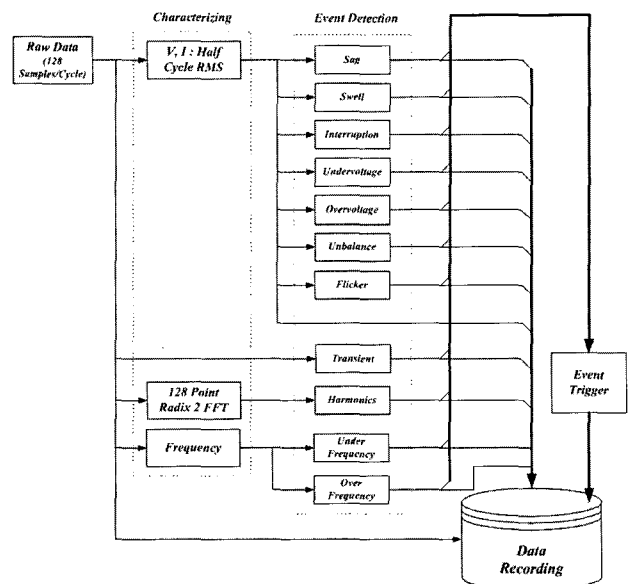 Characterizing
Event Detection
Raw Data
(128
Samples/Cycle)
V, I : Half
Cycle RMS
Sag
Swell
Interruption
Undervoltage
Overvoltage
Unbalance
Flicker
Transient
128 Point
Radix 2 FFT
Harmonics
Frequency
Under
Frequency
Over
Frequency
Event
Trigger
Data
Recording